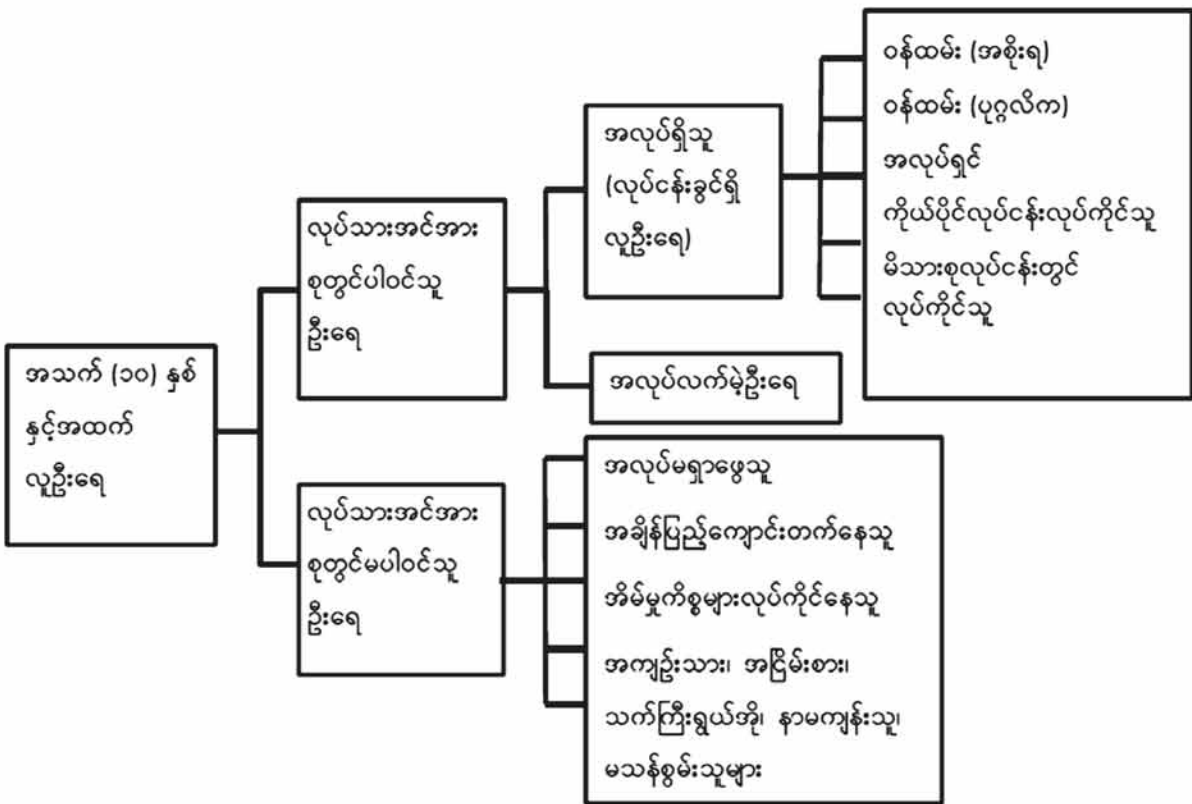 အသက် (၁၀) နှစ်
နှင့်အထက်
လူဦးရေ
လုပ်သားအင်အား
စုတွင်ပါဝင်သူ
ဦးရေ
အလုပ်ရှိသူ
(လုပ်ငန်းခွင်ရှိ
လူဦးရေ)
ဝန်ထမ်း (အစိုးရ)
ဝန်ထမ်း (ပုဂ္ဂလိက)
အလုပ်ရှင်
ကိုယ်ပိုင်လုပ်ငန်းလုပ်ကိုင်သူ
မိသားစုလုပ်ငန်းတွင်
လုပ်ကိုင်သူ
အလုပ်လက်မဲ့ဦးရေ
လုပ်သားအင်အား
စုတွင်မပါဝင်သူ
ဦးရေ
အလုပ်မရှာဖွေသူ
အချိန်ပြည့်ကျောင်းတက်နေသူ
အိမ်မှုကိစ္စများလုပ်ကိုင်နေသူ
အကျဉ်းသား၊ အငြိမ်းစား၊
သက်ကြီးရွယ်အို၊ နာမကျန်းသူ၊
မသန်စွမ်းသူများ